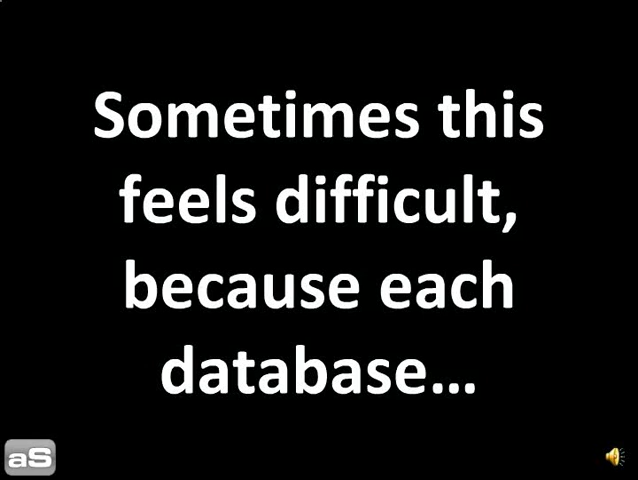 Sometimes this
feels difficult,
because each
database...
aS